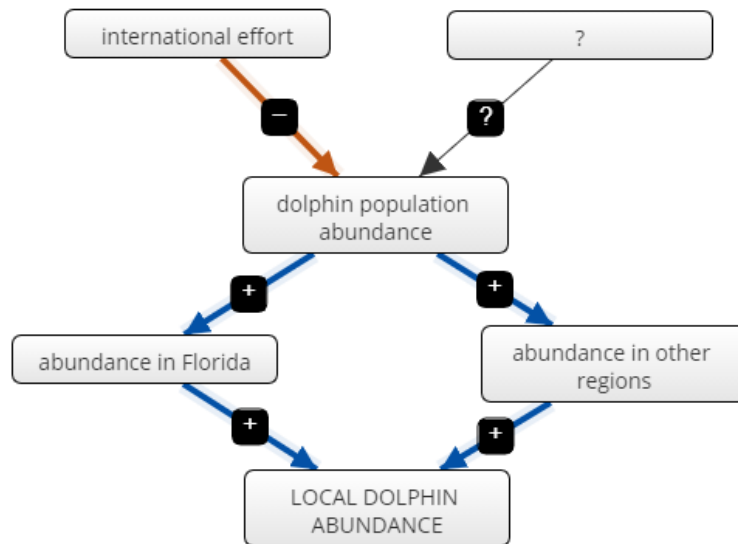 international effort
?
−
?
dolphin population
abundance
+
+
abundance in Florida
abundance in other
regions
+
+
LOCAL DOLPHIN
ABUNDANCE